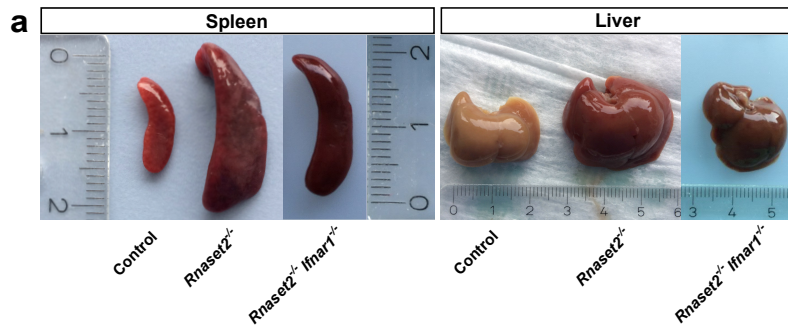 a
Spleen
Liver
0
1
2
2
1
0
0 1 2 3 4 5 6
3 4 5
Control
Rnaset2-/-
Rnaset2-/- Ifnar1-/-
Control
Rnaset2-/-
Rnaset2-/- Ifnar1-/-